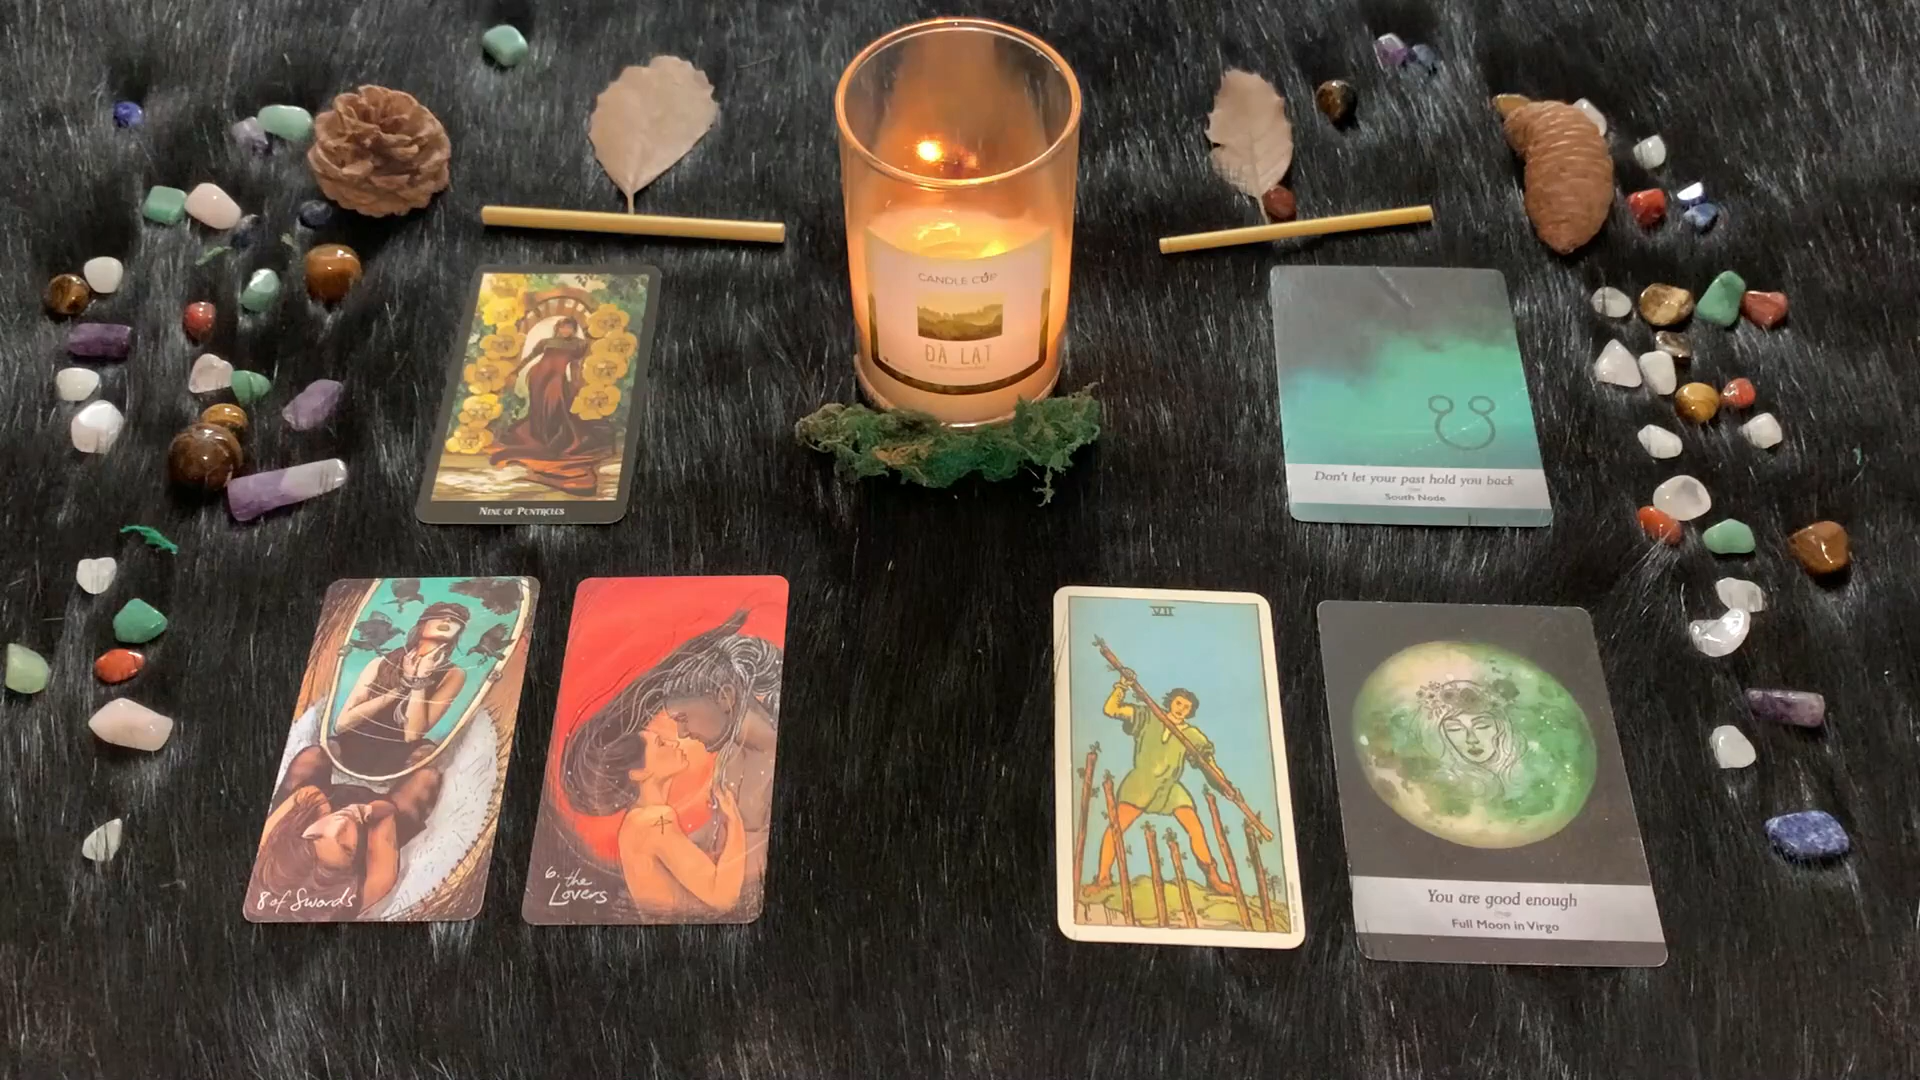 CANDLE CÚP
ĐÀ LẠT
NINE OF PENTACLES
Don't let your past hold you back
South Node
8 of Swords
6. the
Lovers
VII
You are good enough
Full Moon in Virgo